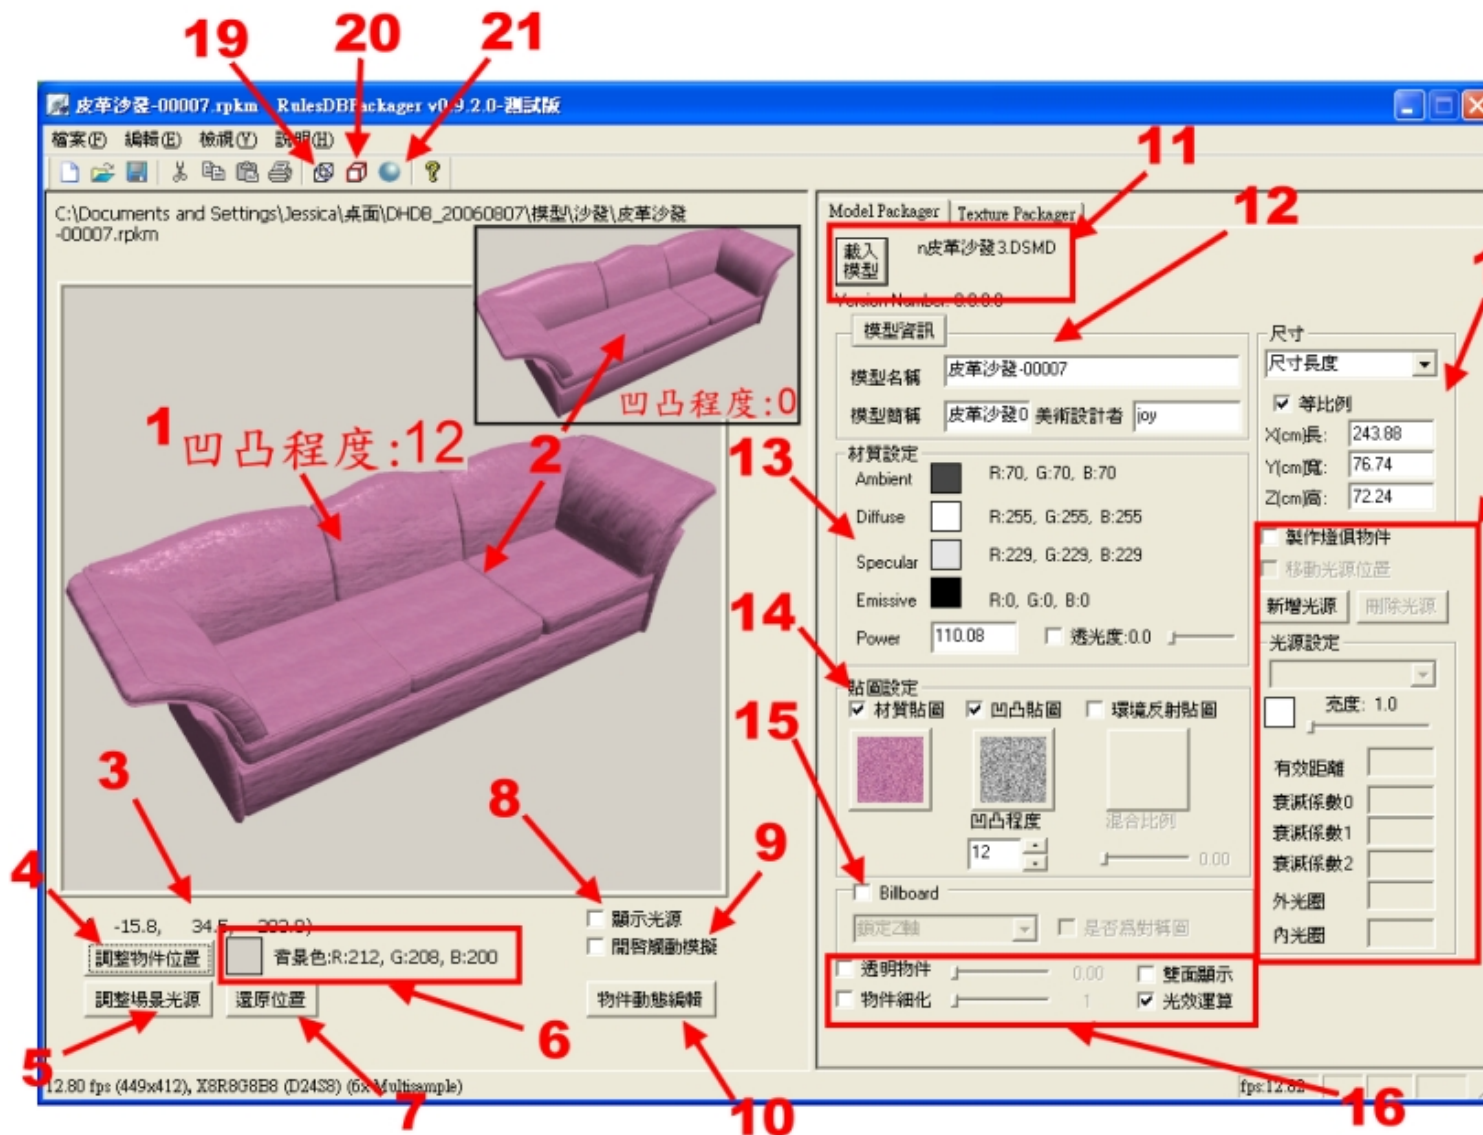 19
20
21
皮革沙發-00007.rpkm - RulesDBPackager v0.9.2.0-測試版
檔案(F) 編輯(E) 檢視(V) 說明(H)
11
C:\Documents and Settings\Jessica\桌面\DHDB_20060807\模型\沙發\皮革沙發
-00007.rpkm
Model Packager
Texture Packager
12
載入
模型
n皮革沙發3.DSMD
Version Number: 0.0.0.0
模型資訊
模型名稱 皮革沙發-00007
模型簡稱 皮革沙發0 美術設計者 joy
尺寸
尺寸長度
等比例
X(cm)長: 243.88
Y(cm)寬: 76.74
Z(cm)高: 72.24
凹凸程度:0
1
凹凸程度:12
2
13
材質設定
Ambient R:70, G:70, B:70
Diffuse R:255, G:255, B:255
Specular R:229, G:229, B:229
Emissive R:0, G:0, B:0
Power 110.08 透光度:0.0
製作燈俱物件
移動光源位置
新增光源 刪除光源
光源設定
亮度: 1.0
有效距離
衰減係數0
衰減係數1
衰減係數2
外光圈
內光圈
14
貼圖設定
材質貼圖 凹凸貼圖 環境反射貼圖
凹凸程度 混合比例
12 0.00
15
Billboard
鎖定Z軸 是否為對稱圖
透明物件 0.00 雙面顯示
物件細化 1 光效運算
16
3
4
8
9
-15.8, 34.5,
顯示光源
開啓觸動模擬
調整物件位置 背景色:R:212, G:208, B:200
調整場景光源 還原位置 物件動態編輯
5
6
7
10
12.80 fps (449x412), X8R8G8B8 (D24S8) (6x Multisample)
fps:12.82